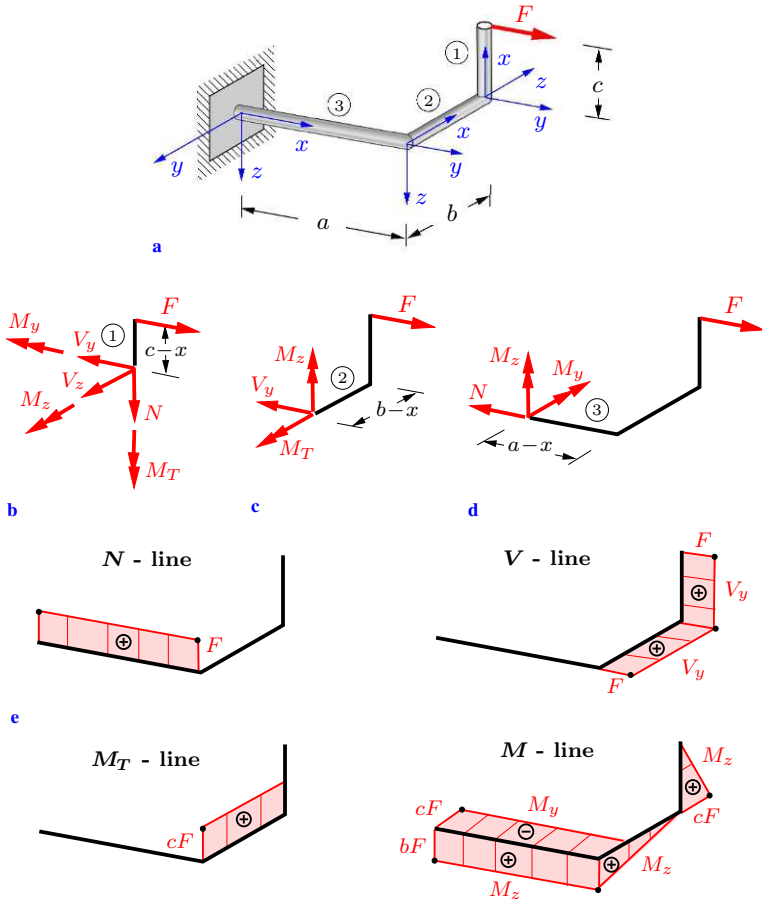 F
1
x
2
z
c
3
y
x
x
y
y
z
z
b
a
a
F
1
M_y
V_y
c−x
V_z
M_z
N
M_T
b
F
M_z
2
V_y
b−x
M_T
c
F
M_z
M_y
N
3
a−x
d
N - line
F
V - line
F
V_y
V_y
F
e
M_T - line
cF
M - line
M_z
cF
M_y
cF
bF
M_z
M_z